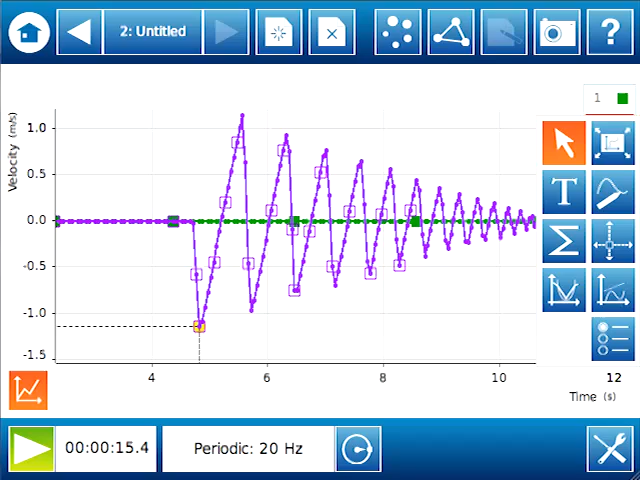 2: Untitled
?
1
Velocity (m/s)
1.0
0.5
0.0
-0.5
-1.0
-1.5
4
6
8
10
12
Time (s)
T
Σ
00:00:15.4
Periodic: 20 Hz